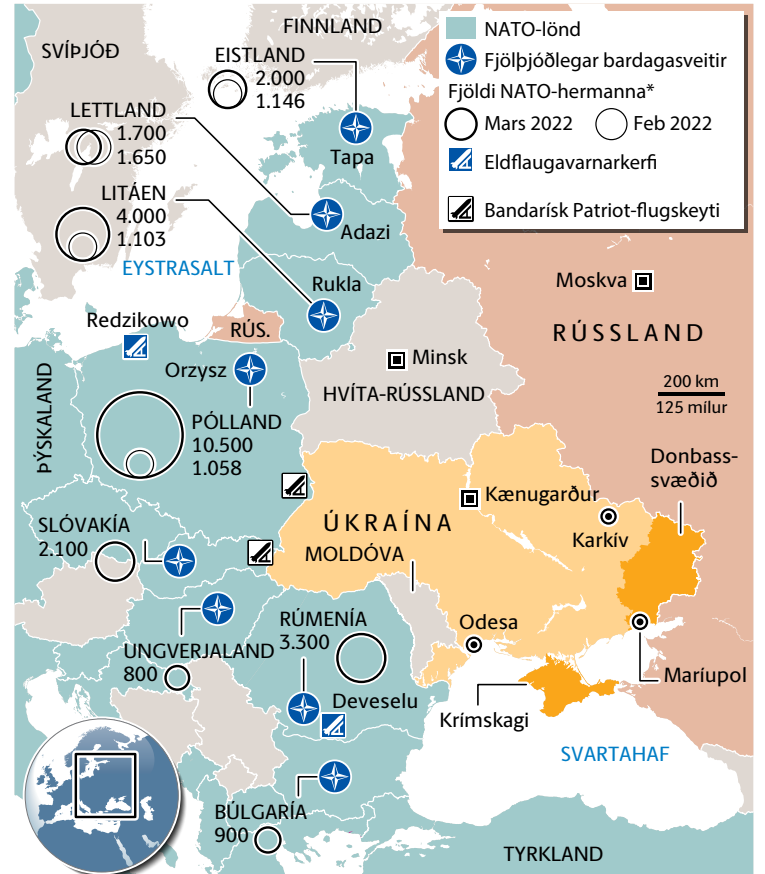 FINNLAND
SVÍÞJÓÐ
EISTLAND
2.000
1.146
LETTLAND
1.700
1.650
LITÁEN
4.000
1.103
EYSTRASALT
Tapa
Adazi
Rukla
NATO-lönd
Fjölþjóðlegar bardagasveitir
Fjöldi NATO-hermanna*
Mars 2022
Feb 2022
Eldflaugavarnarkerfi
Bandarísk Patriot-flugskeyti
Moskva
RÚSSLAND
200 km
125 mílur
Redzikowo
RÚS.
Orzysz
Minsk
HVÍTA-RÚSSLAND
ÞÝSKALAND
PÓLLAND
10.500
1.058
Donbass-
svæðið
Kænugarður
Karkív
ÚKRAÍNA
SLÓVAKÍA
2.100
MOLDÓVA
RÚMENÍA
3.300
Odesa
UNGVERJALAND
800
Maríupol
Deveselu
Krímskagi
SVARTAHAF
BÚLGARÍA
900
TYRKLAND